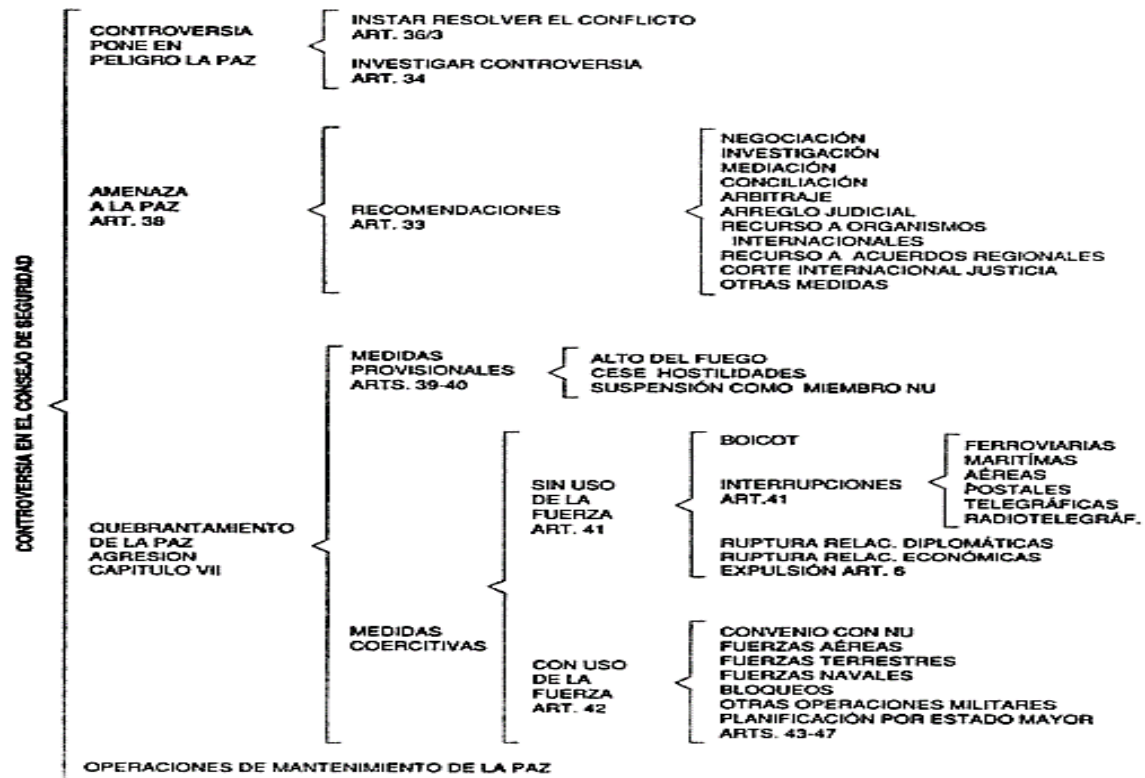 CONTROVERSIA EN EL CONSEJO DE SEGURIDAD
CONTROVERSIA
PONE EN
PELIGRO LA PAZ
INSTAR RESOLVER EL CONFLICTO
ART. 36/3
INVESTIGAR CONTROVERSIA
ART. 34
AMENAZA
A LA PAZ
ART. 38
RECOMENDACIONES
ART. 33
NEGOCIACIÓN
INVESTIGACIÓN
MEDIACIÓN
CONCILIACIÓN
ARBITRAJE
ARREGLO JUDICIAL
RECURSO A ORGANISMOS
INTERNACIONALES
RECURSO A ACUERDOS REGIONALES
CORTE INTERNACIONAL JUSTICIA
OTRAS MEDIDAS
QUEBRANTAMIENTO
DE LA PAZ
AGRESION
CAPITULO VII
MEDIDAS
PROVISIONALES
ARTS. 39-40
ALTO DEL FUEGO
CESE HOSTILIDADES
SUSPENSIÓN COMO MIEMBRO NU
MEDIDAS
COERCITIVAS
SIN USO
DE LA
FUERZA
ART. 41
BOICOT
INTERRUPCIONES
ART.41
FERROVIARIAS
MARITÍMAS
AÉREAS
POSTALES
TELEGRÁFICAS
RADIOTELEGRÁF.
RUPTURA RELAC. DIPLOMÁTICAS
RUPTURA RELAC. ECONÓMICAS
EXPULSIÓN ART. 6
CON USO
DE LA
FUERZA
ART. 42
CONVENIO CON NU
FUERZAS AÉREAS
FUERZAS TERRESTRES
FUERZAS NAVALES
BLOQUEOS
OTRAS OPERACIONES MILITARES
PLANIFICACIÓN POR ESTADO MAYOR
ARTS. 43-47
OPERACIONES DE MANTENIMIENTO DE LA PAZ